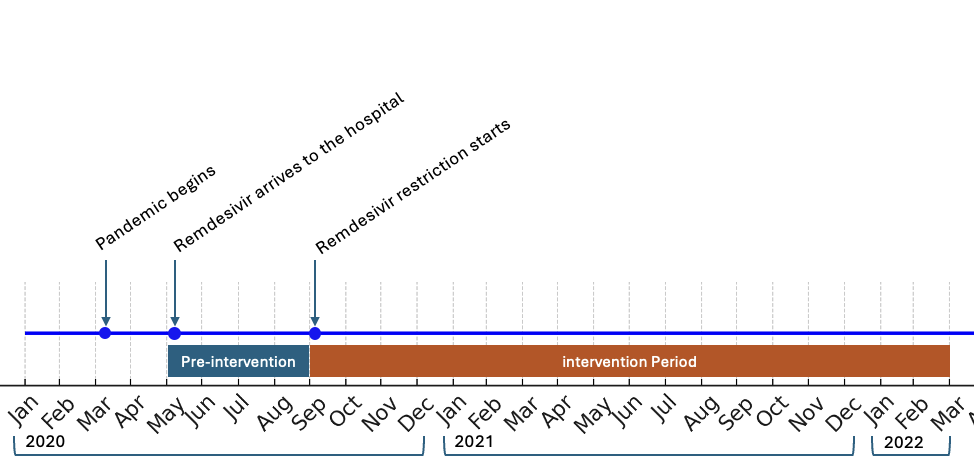 Pandemic begins
Remdesivir arrives to the hospital
Remdesivir restriction starts
Pre-intervention
intervention Period
Jan Feb Mar Apr May Jun Jul Aug Sep Oct Nov Dec Jan Feb Mar Apr May Jun Jul Aug Sep Oct Nov Dec Jan Feb Mar
2020 2021 2022